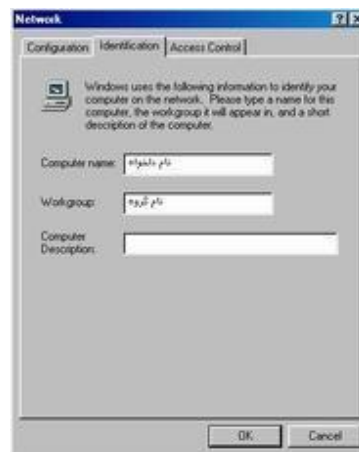 Network
Configuration Identification Access Control
Windows uses the following information to identify your
computer on the network. Please type a name for this
computer, the workgroup it will appear in, and a short
description of the computer.
Computer name: نام دلخواه
Workgroup: نام گروه
Computer
Description:
OK Cancel